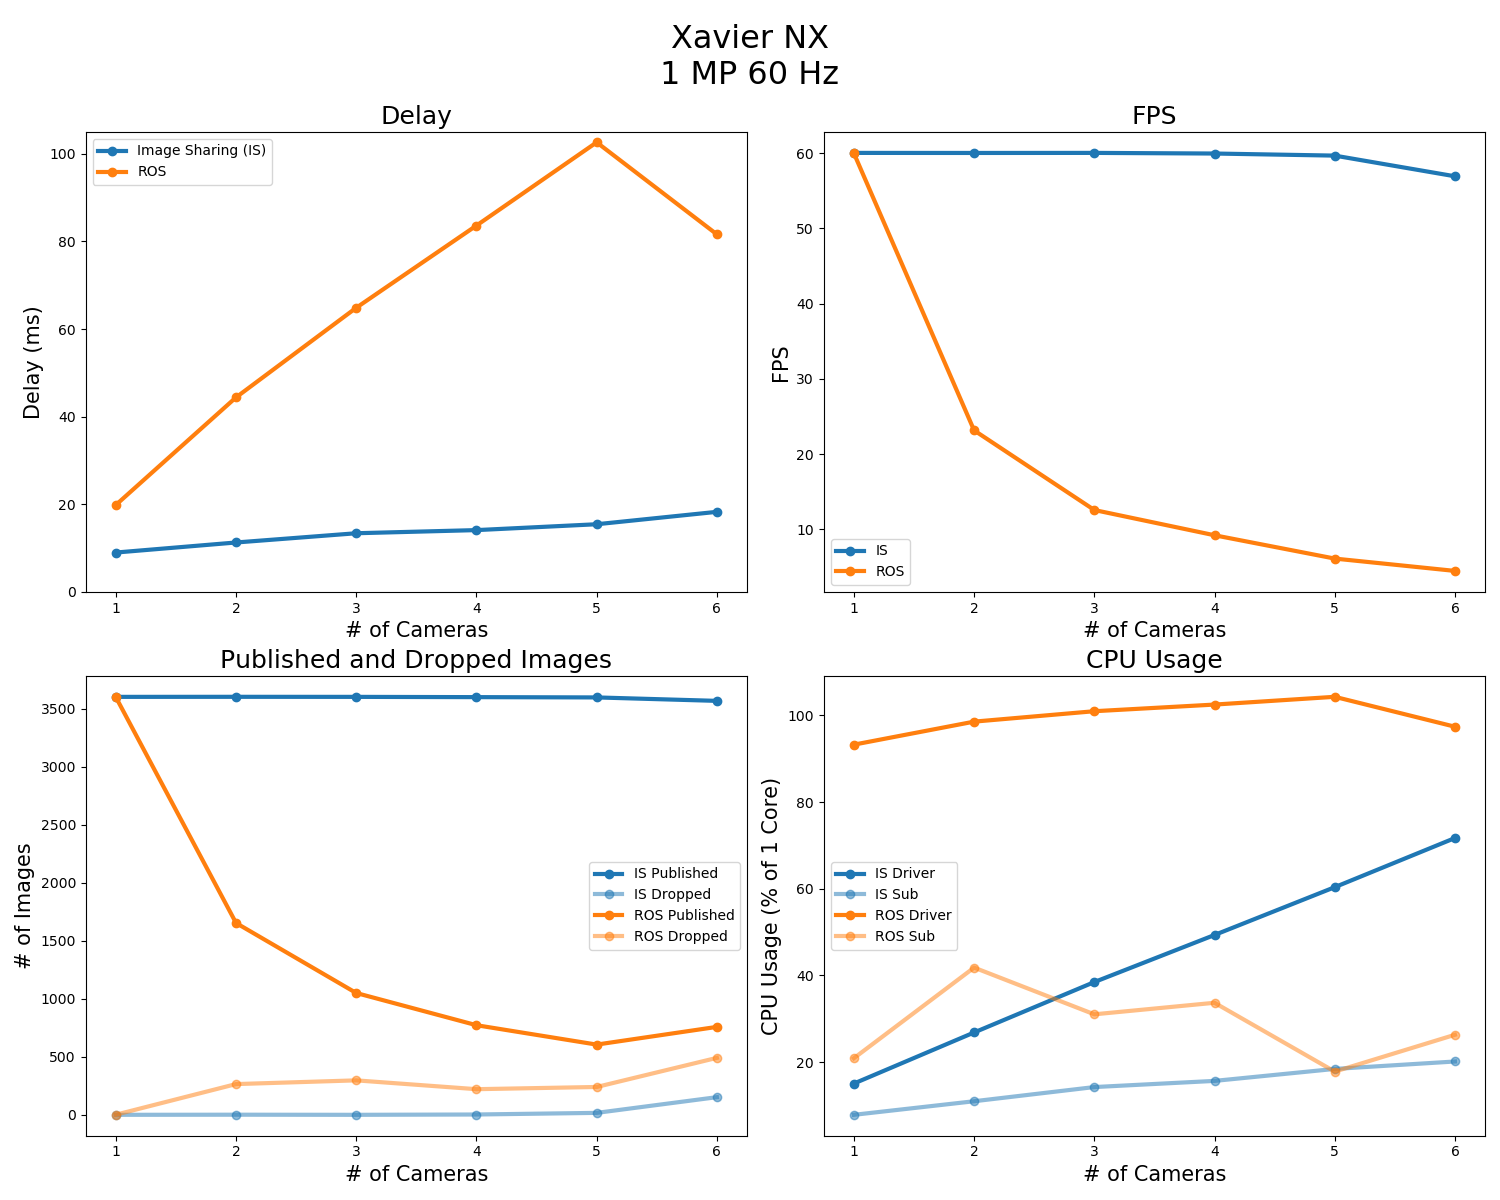 Xavier NX
1 MP 60 Hz
Delay
Image Sharing (IS)
ROS
100
80
60
40
20
0
Delay (ms)
1 2 3 4 5 6
# of Cameras
FPS
60
50
40
30
20
10
FPS
IS
ROS
1 2 3 4 5 6
# of Cameras
Published and Dropped Images
3500
3000
2500
2000
1500
1000
500
0
# of Images
IS Published
IS Dropped
ROS Published
ROS Dropped
1 2 3 4 5 6
# of Cameras
CPU Usage
100
80
60
40
20
CPU Usage (% of 1 Core)
IS Driver
IS Sub
ROS Driver
ROS Sub
1 2 3 4 5 6
# of Cameras